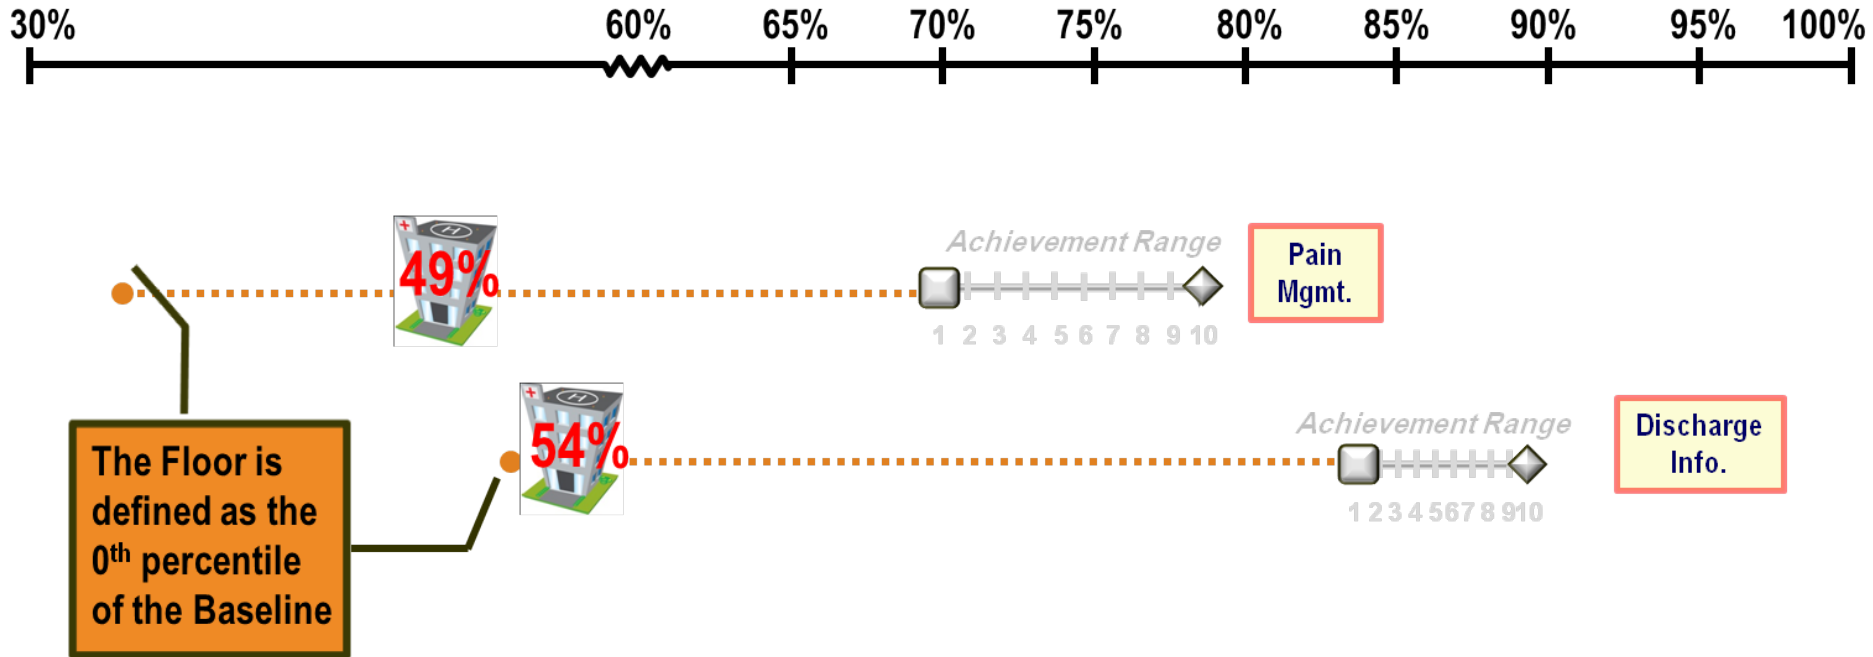 30% 60% 65% 70% 75% 80% 85% 90% 95% 100%
Achievement Range
Pain
Mgmt.
H
49%
1 2 3 4 5 6 7 8 9 10
H
54%
Achievement Range
Discharge
Info.
1 2 3 4 5 6 7 8 9 10
The Floor is
defined as the
0th percentile
of the Baseline